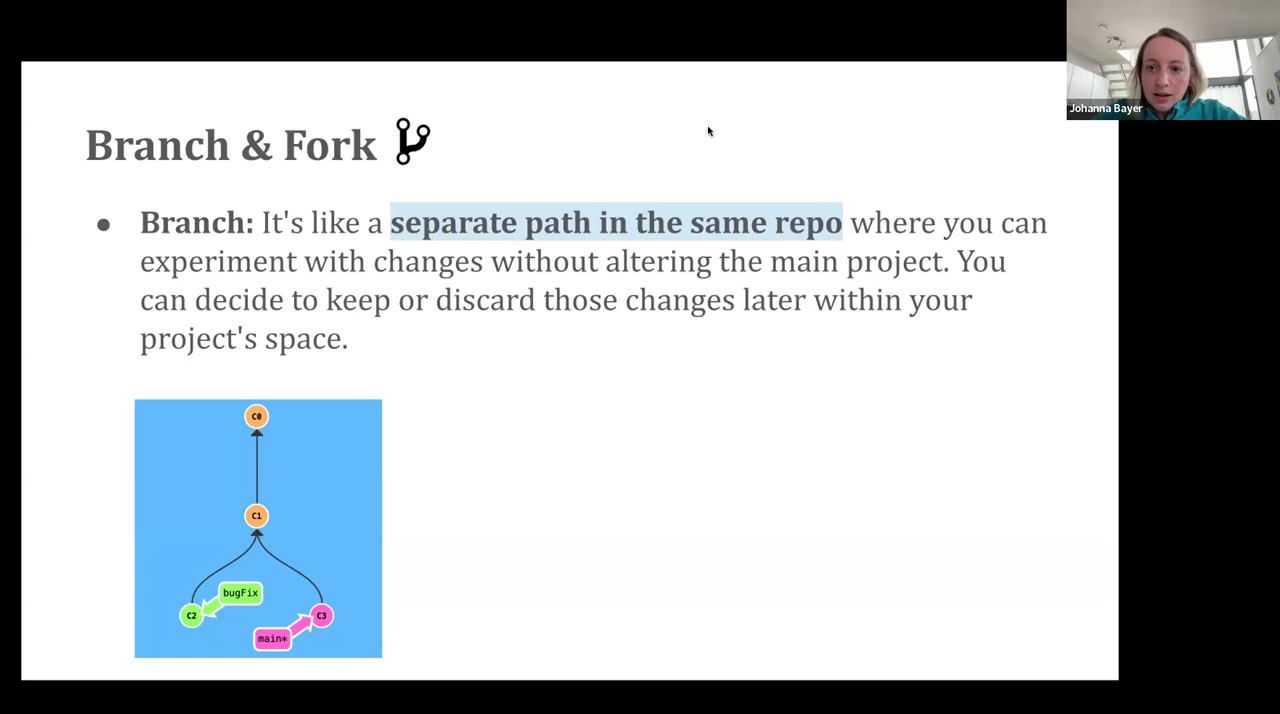 Johanna Bayer
Branch & Fork
● Branch: It's like a separate path in the same repo where you can
experiment with changes without altering the main project. You
can decide to keep or discard those changes later within your
project's space.
C0
C1
bugFix
C2
C3
main*